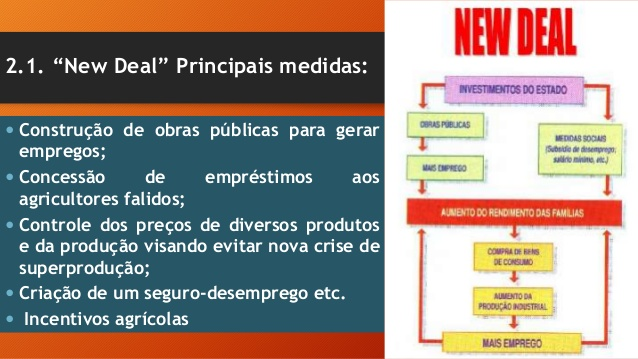 2.1. “New Deal” Principais medidas:
• Construção de obras públicas para gerar
empregos;
• Concessão de empréstimos aos
agricultores falidos;
• Controle dos preços de diversos produtos
e da produção visando evitar nova crise de
superprodução;
• Criação de um seguro-desemprego etc.
• Incentivos agrícolas
NEW DEAL
INVESTIMENTOS DO ESTADO
OBRAS PÚBLICAS
MEDIDAS SOCIAIS
(Subsídio de desemprego,
salário mínimo, etc.)
MAIS EMPREGO
AUMENTO DO RENDIMENTO DAS FAMÍLIAS
COMPRA DE BENS
DE CONSUMO
AUMENTO DA
PRODUÇÃO INDUSTRIAL
MAIS EMPREGO